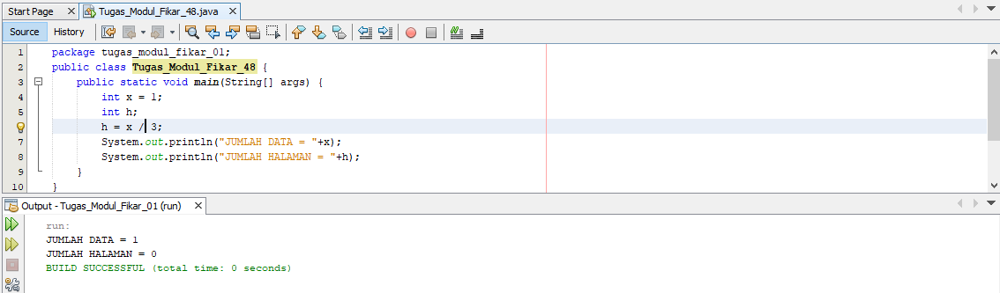 Start Page
Tugas_Modul_Fikar_48.java
Source History
1 package tugas_modul_fikar_01;
2 public class Tugas_Modul_Fikar_48 {
3 public static void main(String[] args) {
4 int x = 1;
5 int h;
h = x / 3;
7 System.out.println("JUMLAH DATA = "+x);
8 System.out.println("JUMLAH HALAMAN = "+h);
9 }
10 }
Output - Tugas_Modul_Fikar_01 (run)
run:
JUMLAH DATA = 1
JUMLAH HALAMAN = 0
BUILD SUCCESSFUL (total time: 0 seconds)